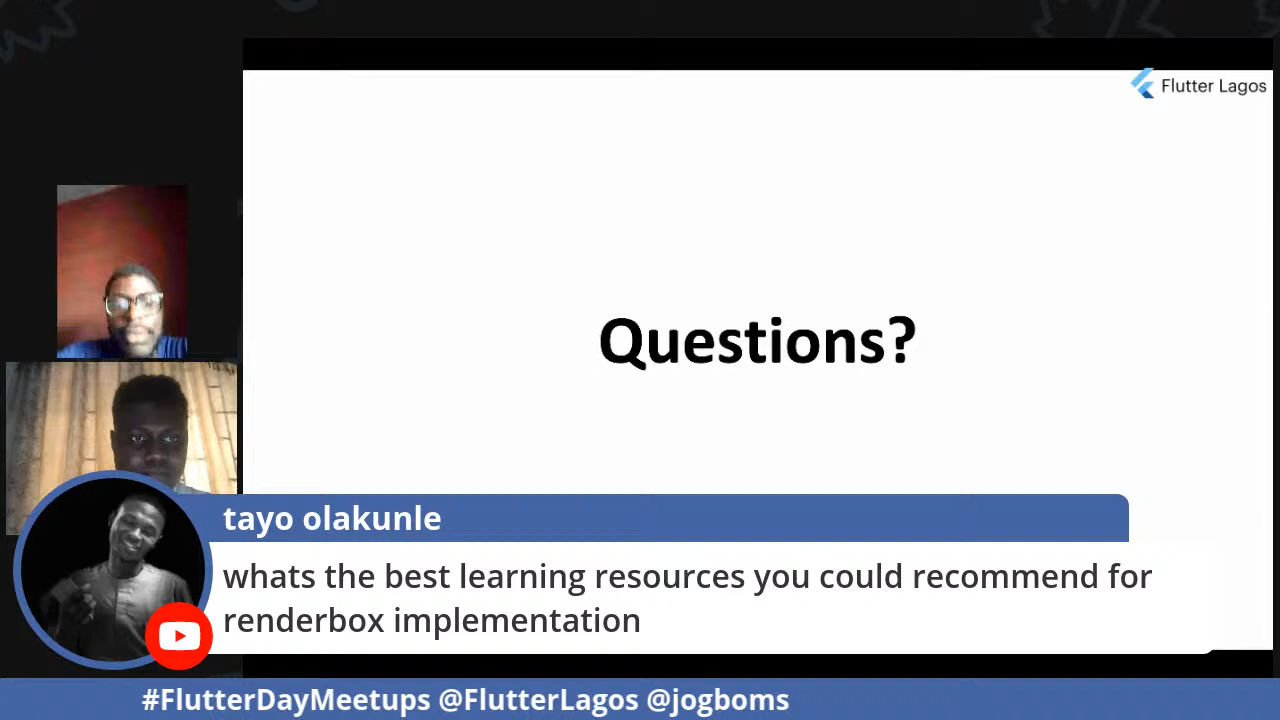 Flutter Lagos
Questions?
tayo olakunle
whats the best learning resources you could recommend for
renderbox implementation
#FlutterDayMeetups @FlutterLagos @jogboms